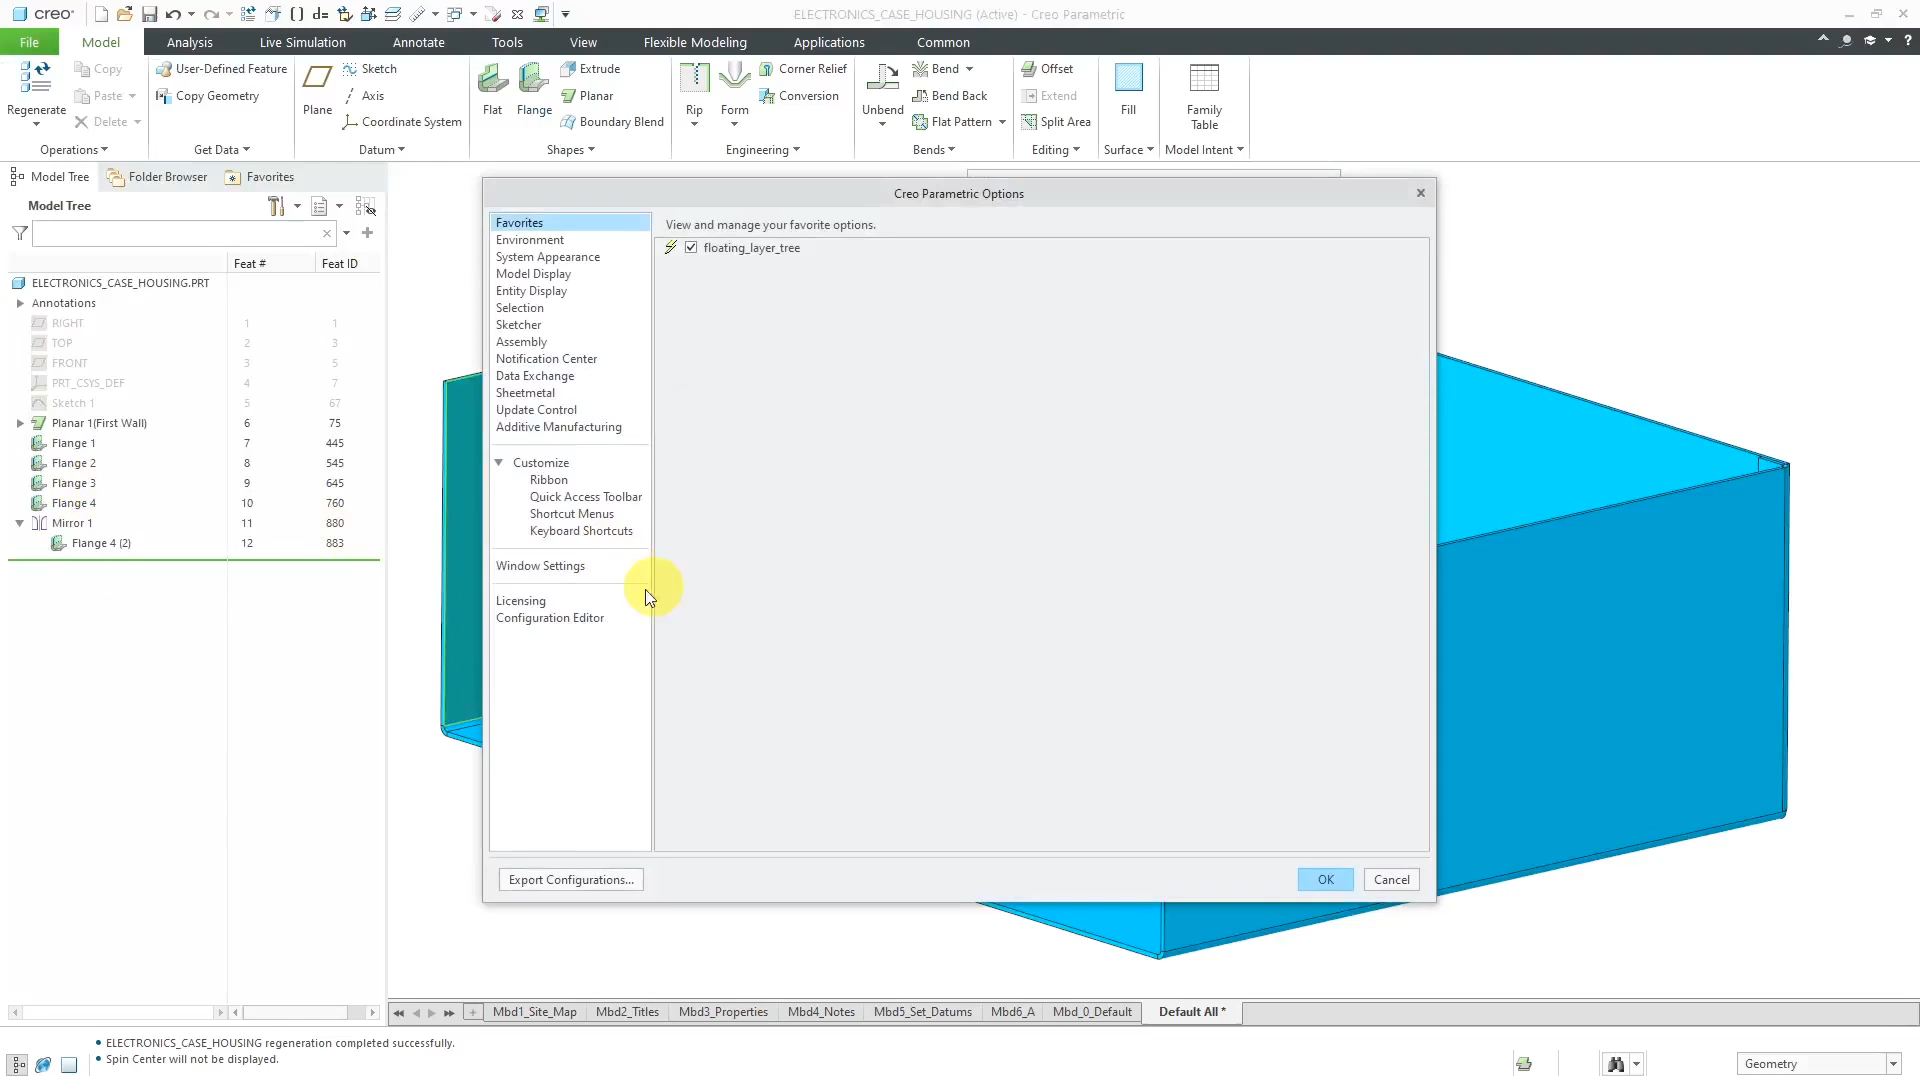 creo
ELECTRONICS_CASE_HOUSING (Active) - Creo Parametric
File
Model
Analysis
Live Simulation
Annotate
Tools
View
Flexible Modeling
Applications
Common
Regenerate
Copy
Paste
Delete
Operations
User-Defined Feature
Copy Geometry
Get Data
Plane
Sketch
Axis
Coordinate System
Datum
Flat
Flange
Extrude
Planar
Boundary Blend
Shapes
Rip
Form
Corner Relief
Conversion
Engineering
Unbend
Bend
Bend Back
Flat Pattern
Bends
Offset
Extend
Split Area
Editing
Fill
Surface
Family
Table
Model Intent
Model Tree
Folder Browser
Favorites
Model Tree
Feat #
Feat ID
ELECTRONICS_CASE_HOUSING.PRT
Annotations
RIGHT 1 1
TOP 2 3
FRONT 3 5
PRT_CSYS_DEF 4 7
Sketch 1 5 67
Planar 1(First Wall) 6 75
Flange 1 7 445
Flange 2 8 545
Flange 3 9 645
Flange 4 10 760
Mirror 1 11 880
Flange 4 (2) 12 883
Creo Parametric Options
Favorites
Environment
System Appearance
Model Display
Entity Display
Selection
Sketcher
Assembly
Notification Center
Data Exchange
Sheetmetal
Update Control
Additive Manufacturing
Customize
Ribbon
Quick Access Toolbar
Shortcut Menus
Keyboard Shortcuts
Window Settings
Licensing
Configuration Editor
View and manage your favorite options.
floating_layer_tree
Export Configurations...
OK
Cancel
Mbd1_Site_Map
Mbd2_Titles
Mbd3_Properties
Mbd4_Notes
Mbd5_Set_Datums
Mbd6_A
Mbd_0_Default
Default All *
• ELECTRONICS_CASE_HOUSING regeneration completed successfully.
• Spin Center will not be displayed.
Geometry